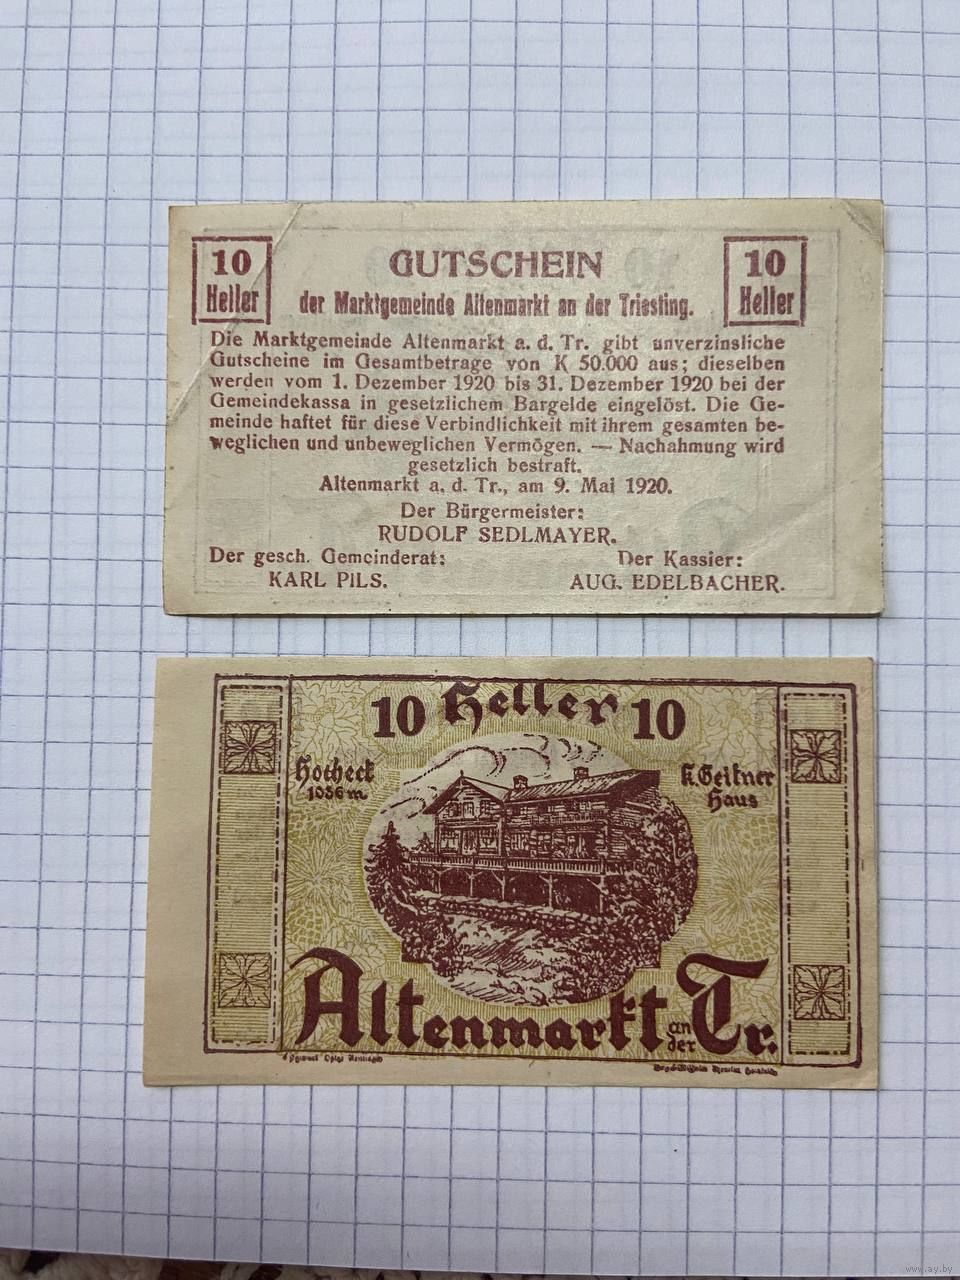 10
Heller
GUTSCHEIN
10
Heller
der Marktgemeinde Altenmarkt an der Triesting.
Die Marktgemeinde Altenmarkt a. d. Tr. gibt unverzinsliche
Gutscheine im Gesamtbetrage von K 50.000 aus; dieselben
werden vom 1. Dezember 1920 bis 31. Dezember 1920 bei der
Gemeindekassa in gesetzlichem Bargelde eingelöst. Die Ge-
meinde haftet für diese Verbindlichkeit mit ihrem gesamten be-
weglichen und unbeweglichen Vermögen. — Nachahmung wird
gesetzlich bestraft.
Altenmarkt a. d. Tr., am 9. Mai 1920.
Der Bürgermeister:
RUDOLF SEDLMAYER.
Der gesch. Gemeinderat:
KARL PILS.
Der Kassier:
AUG. EDELBACHER.
10 Heller 10
Hocheck
1036 m
K. Geitner
Haus
Altenmarkt an der Tr.
www.ay.by